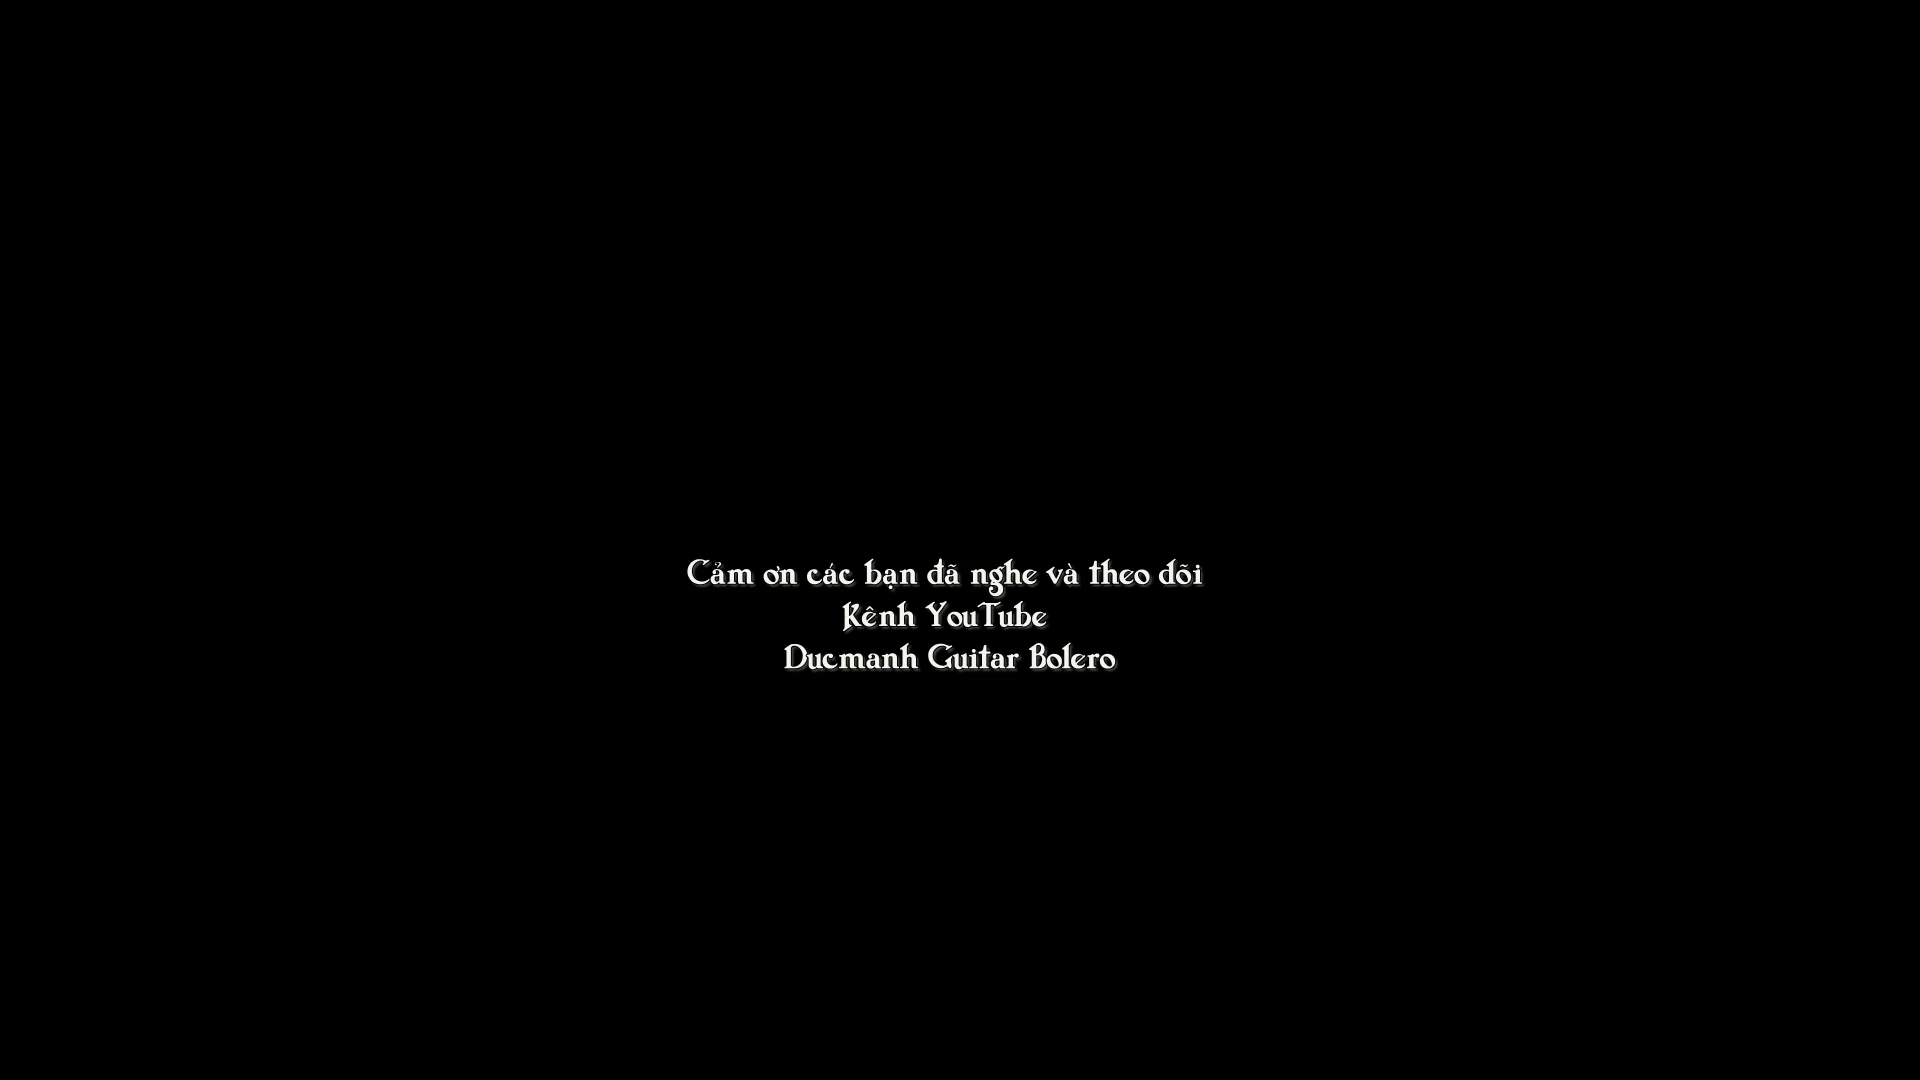 Cảm ơn các bạn đã nghe và theo dõi
Kênh YouTube
Ducmanh Guitar Bolero